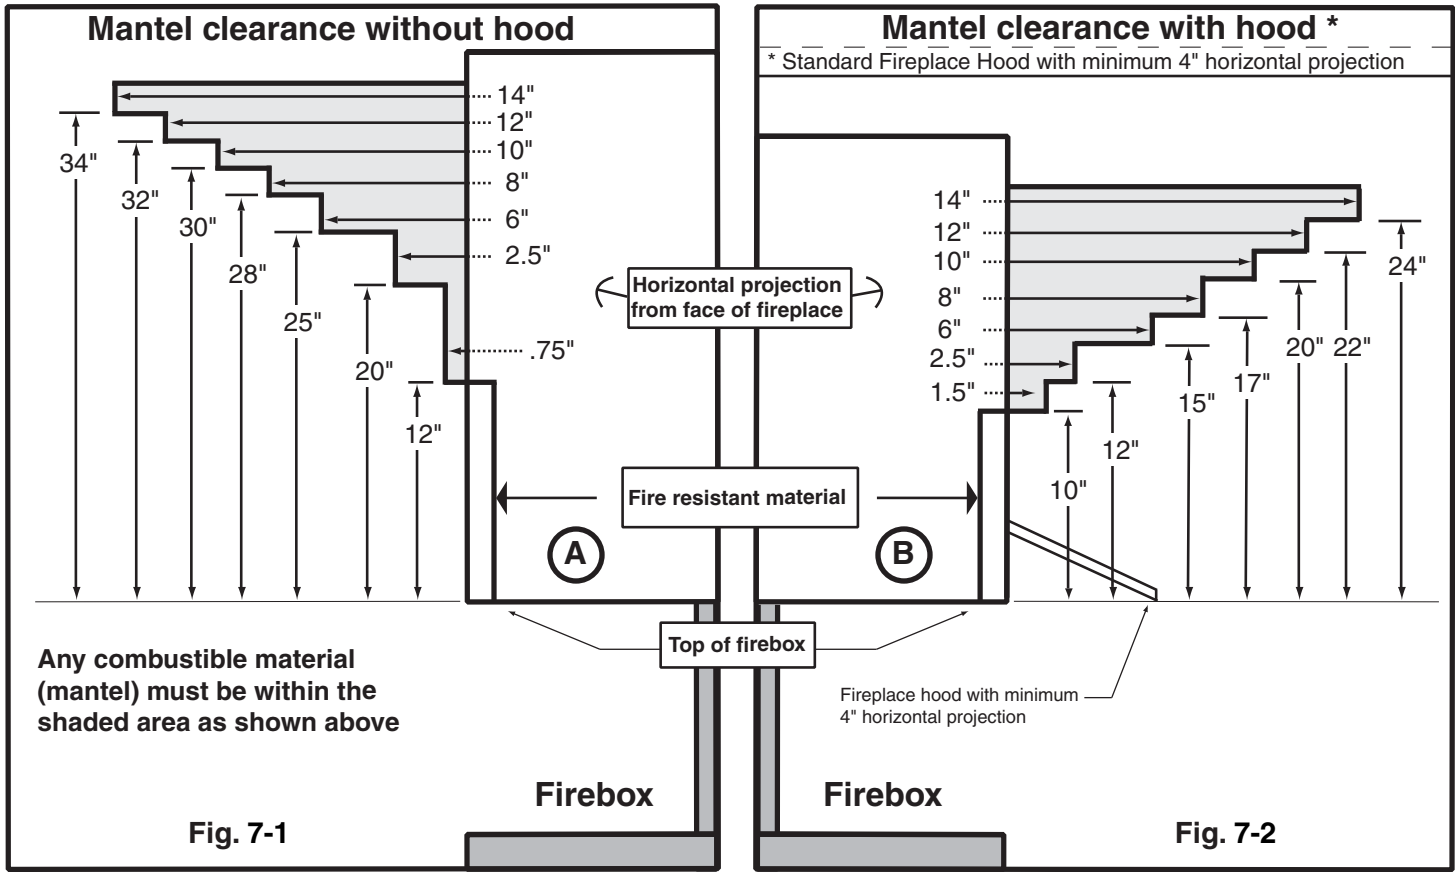 Mantel clearance without hood
14"
12"
10"
8"
6"
2.5"
.75"
34"
32"
30"
28"
25"
20"
12"
Horizontal projection
from face of fireplace
Fire resistant material
A
Top of firebox
Any combustible material
(mantel) must be within the
shaded area as shown above
Firebox
Fig. 7-1
Mantel clearance with hood *
* Standard Fireplace Hood with minimum 4" horizontal projection
14"
12"
10"
8"
6"
2.5"
1.5"
24"
22"
20"
17"
15"
12"
10"
B
Fireplace hood with minimum
4" horizontal projection
Firebox
Fig. 7-2